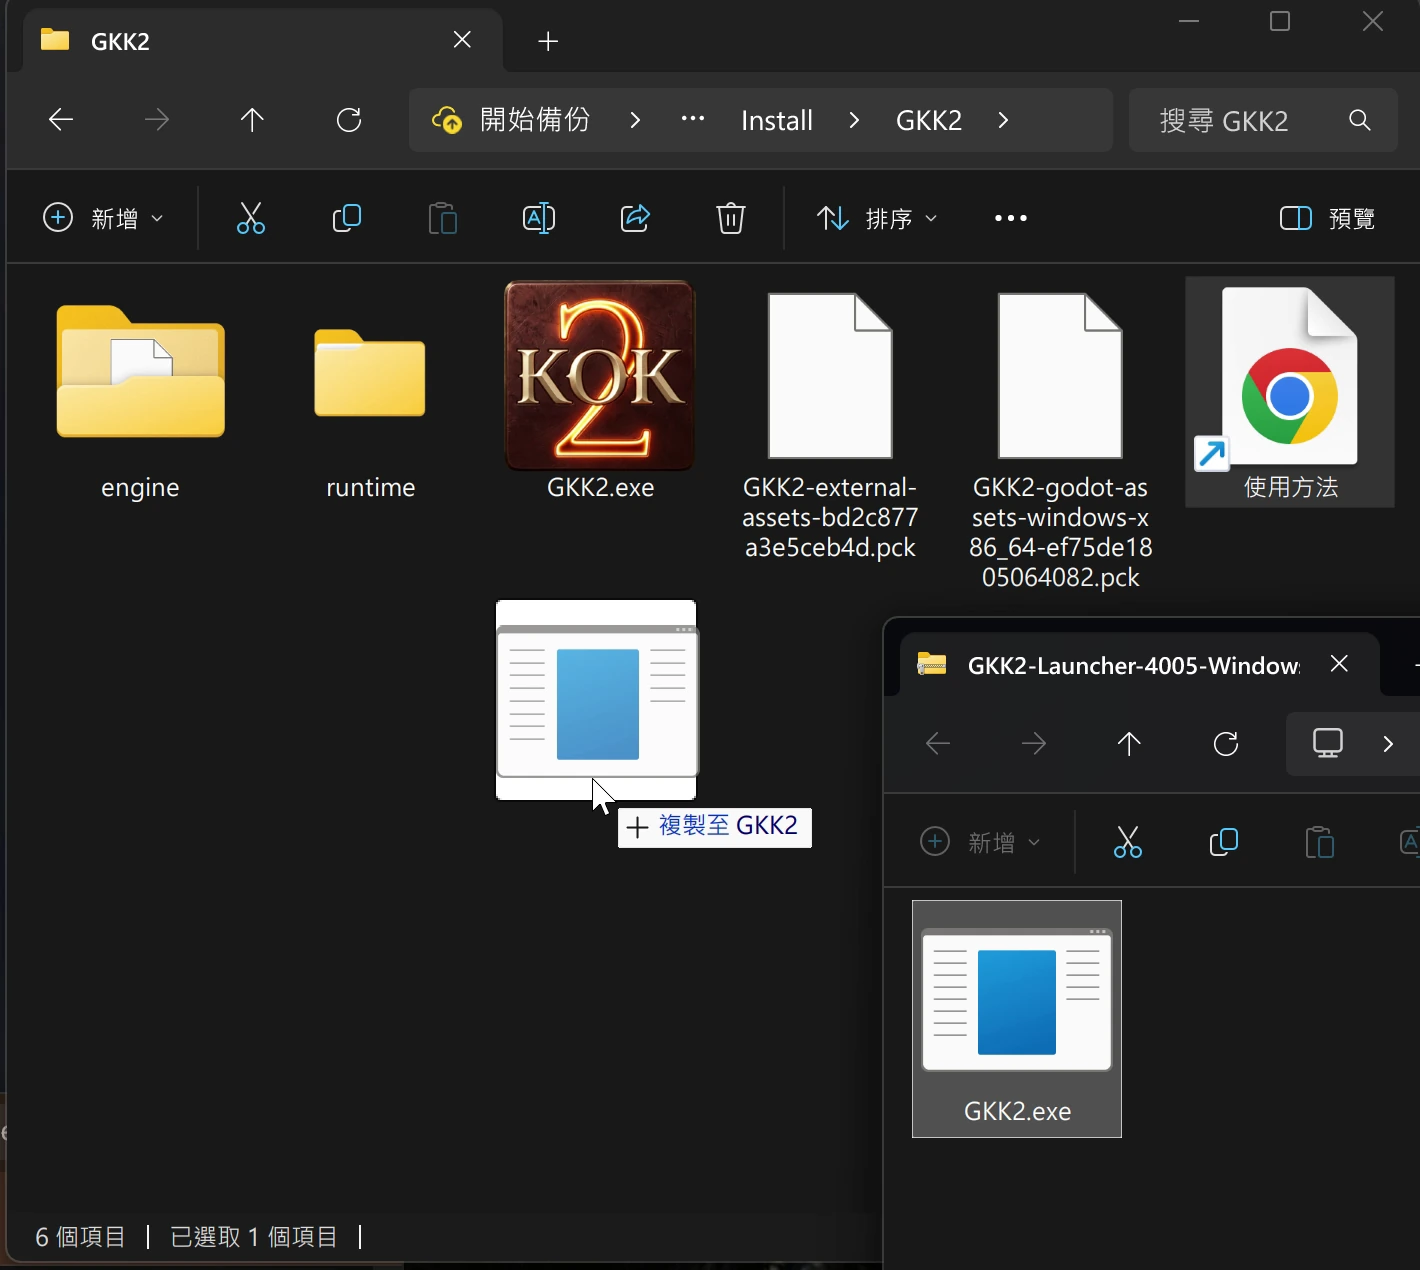 GKK2
開始備份
Install
GKK2
搜尋 GKK2
新增
排序
預覽
KOK
2
engine
runtime
GKK2.exe
GKK2-external-
assets-bd2c877
a3e5ceb4d.pck
GKK2-godot-as
sets-windows-x
86_64-ef75de18
05064082.pck
使用方法
複製至 GKK2
GKK2-Launcher-4005-Windows
新增
GKK2.exe
6 個項目
已選取 1 個項目